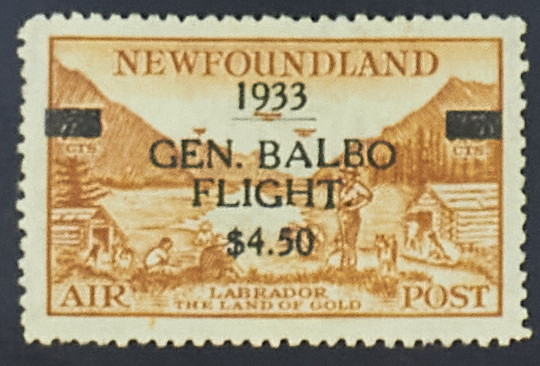 NEWFOUNDLAND
1933
CTS. CTS.
GEN. BALBO
FLIGHT
$4.50
LABRADOR
THE LAND OF GOLD
AIR POST